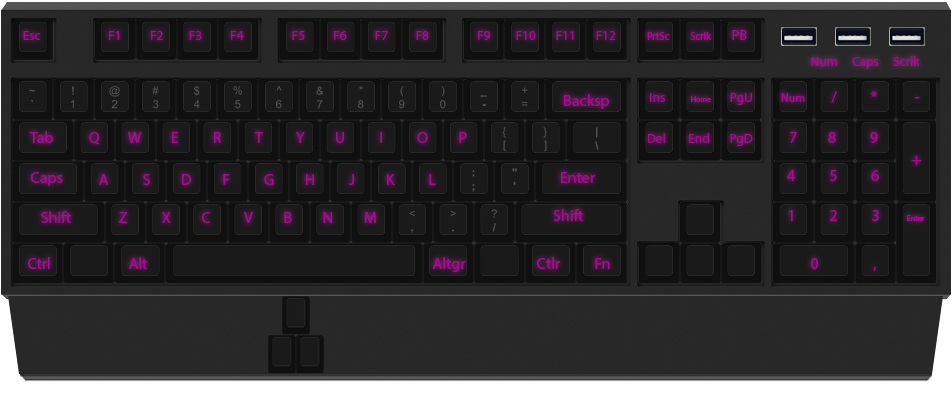 Esc F1 F2 F3 F4 F5 F6 F7 F8 F9 F10 F11 F12 PrtSc Scrlk PB
Num Caps Scrlk
~ ! @ # $ % ^ & * ( ) _ +
` 1 2 3 4 5 6 7 8 9 0 - = Backsp Ins Home PgU Num / * -
Tab Q W E R T Y U I O P { } | Del End PgD 7 8 9
[ ] \
+
Caps A S D F G H J K L : " Enter 4 5 6
; '
Shift Z X C V B N M < > ? Shift 1 2 3 Enter
, . /
Ctrl Alt Altgr Ctlr Fn 0 ,